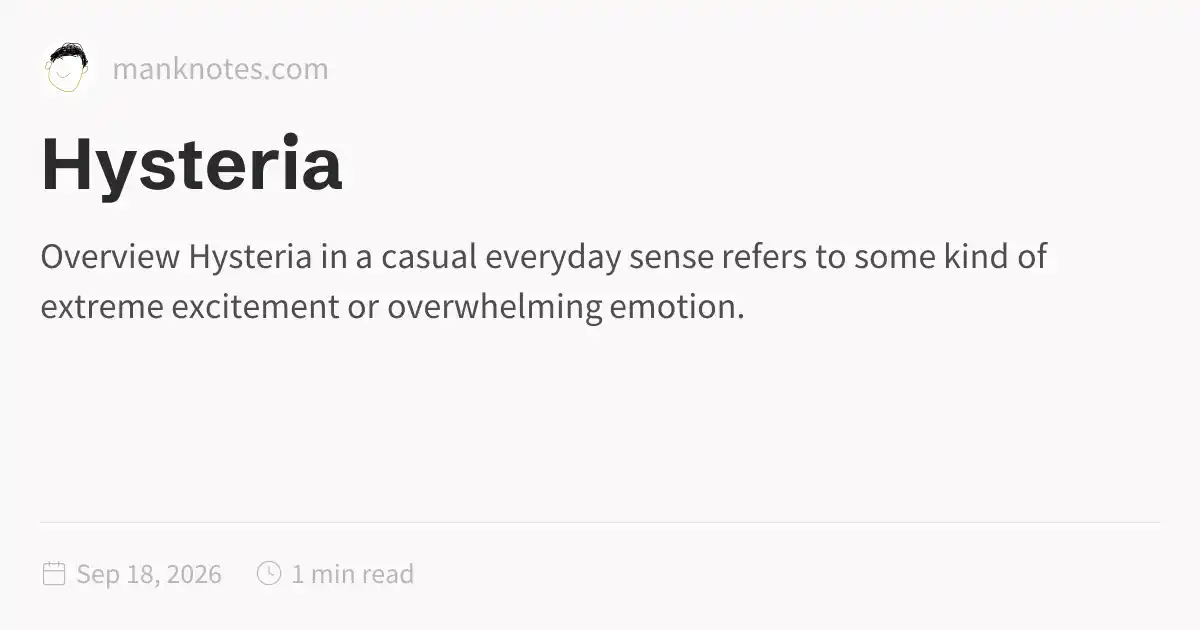 manknotes.com
Hysteria
Overview Hysteria in a casual everyday sense refers to some kind of
extreme excitement or overwhelming emotion.
Sep 18, 2026 1 min read